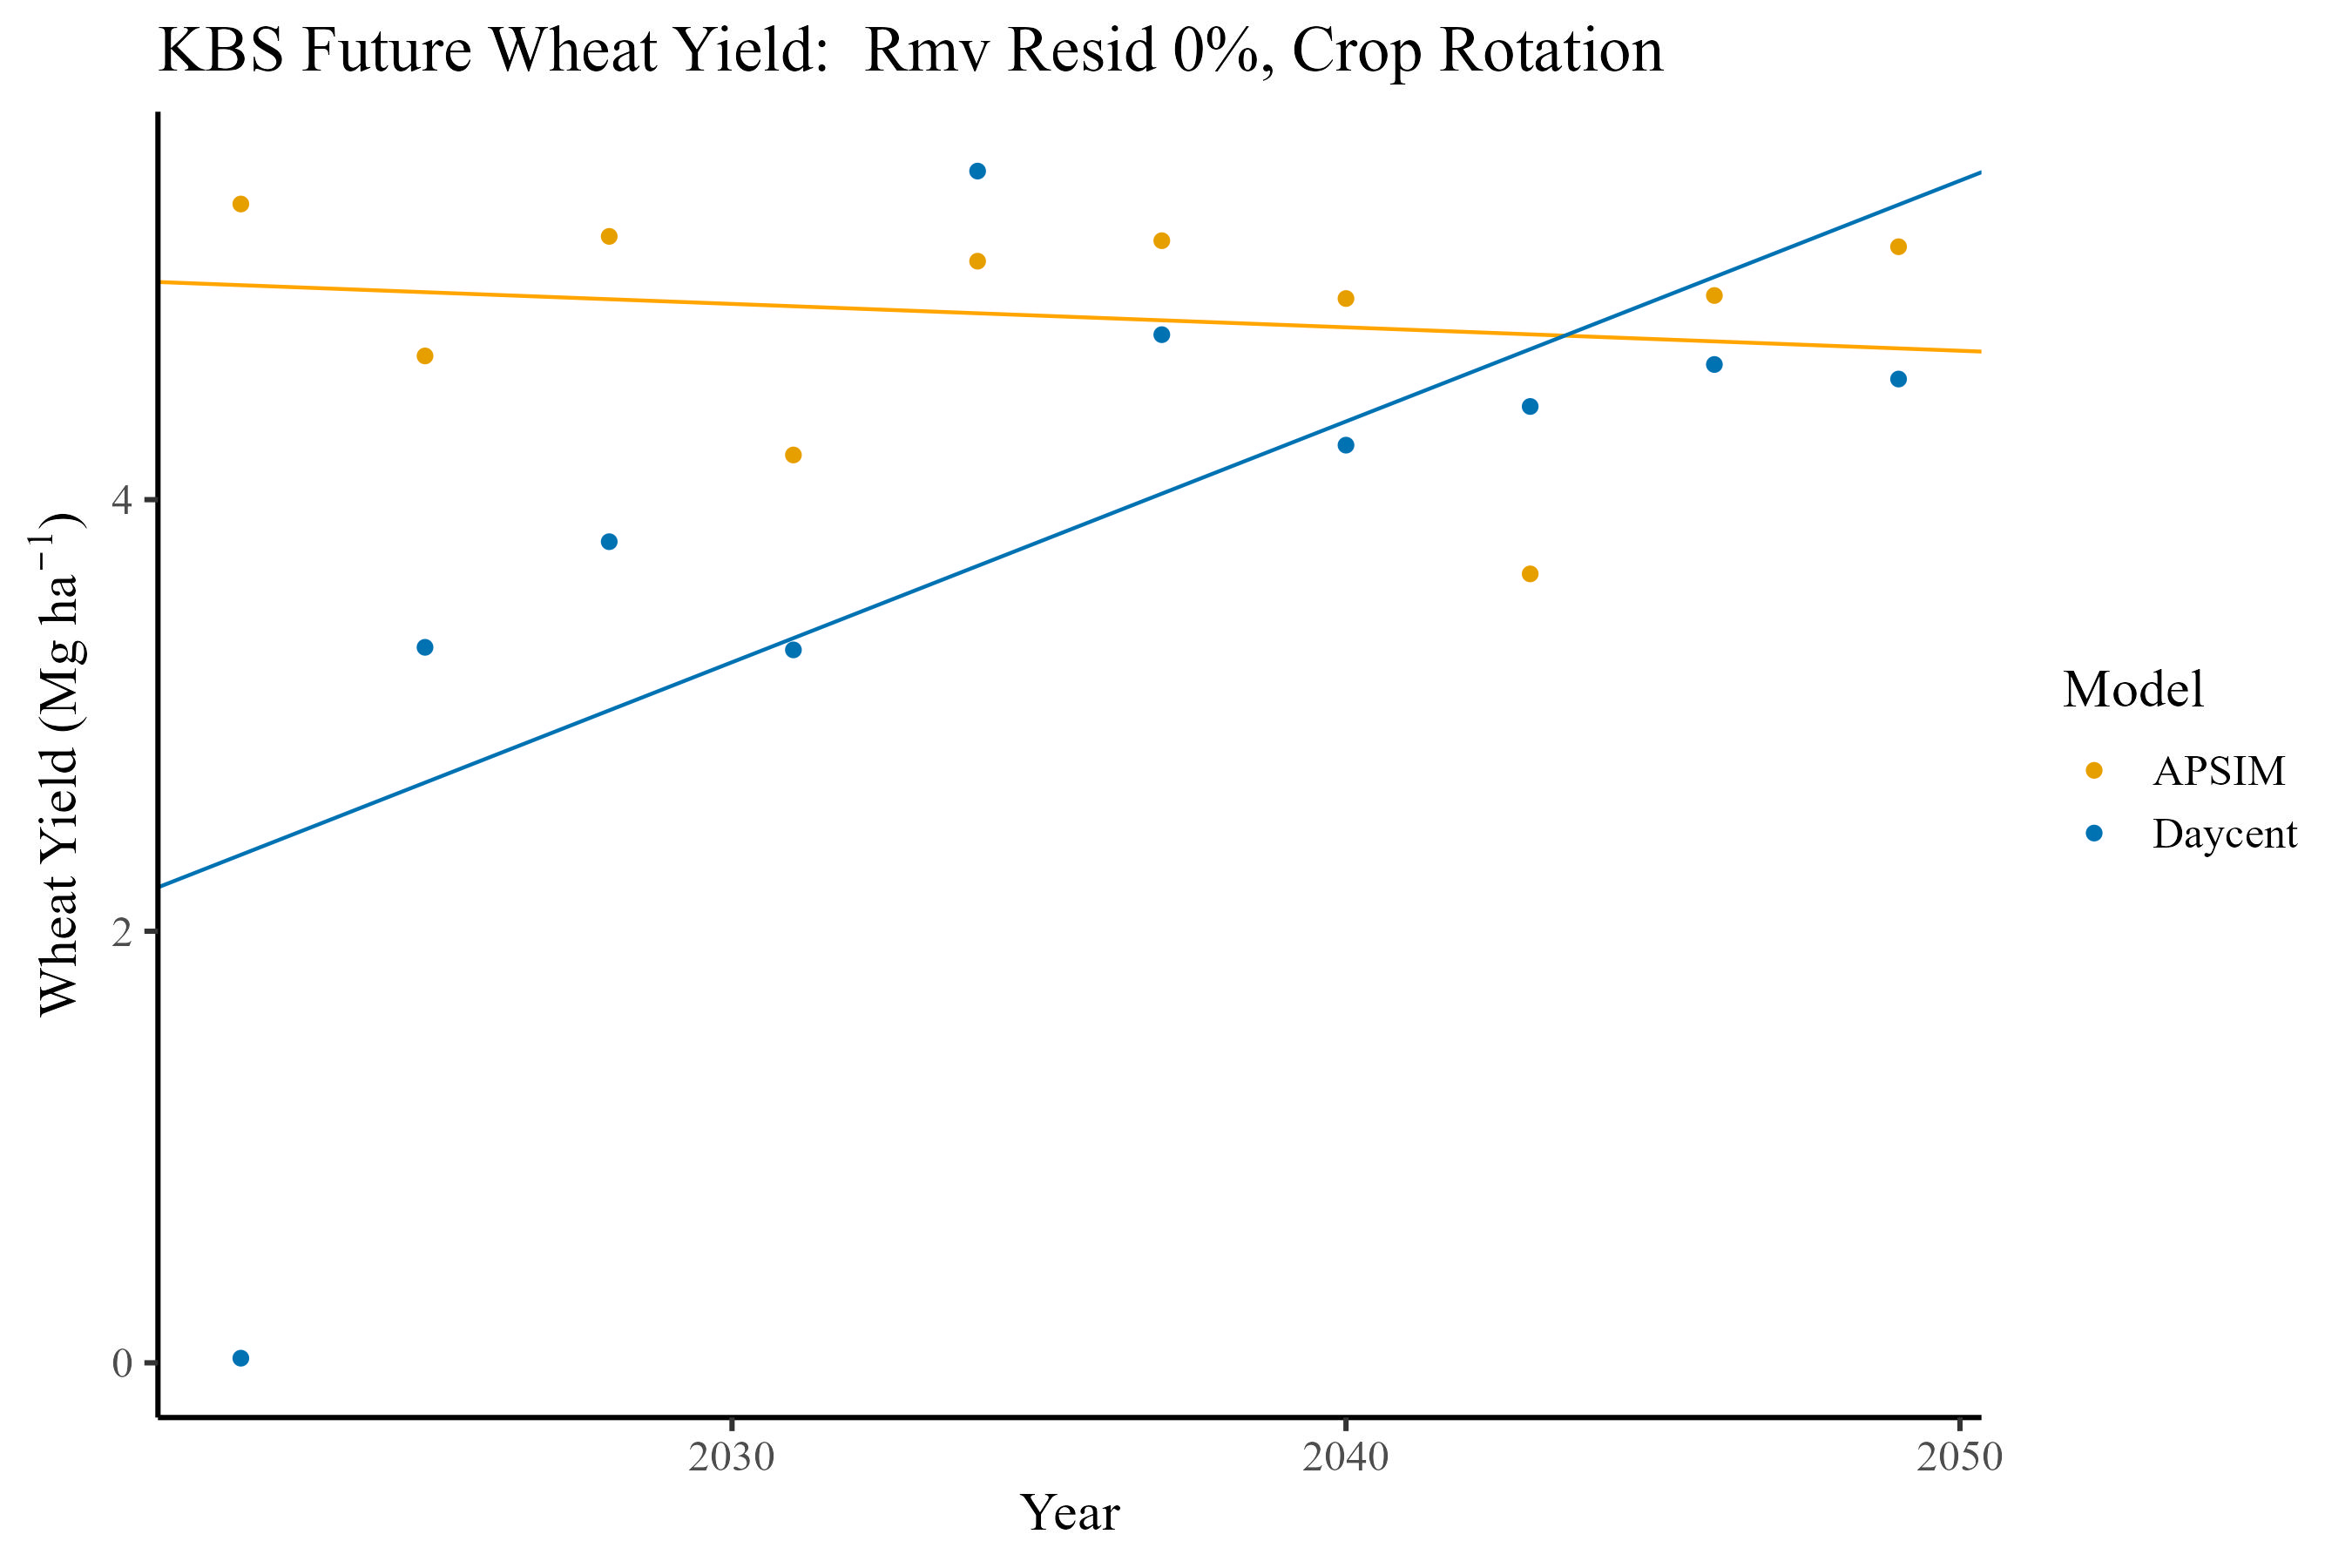 KBS Future Wheat Yield:  Rmv Resid 0%, Crop Rotation
Wheat Yield (Mg ha⁻¹)
4
2
0
2030
2040
2050
Year
Model
APSIM
Daycent